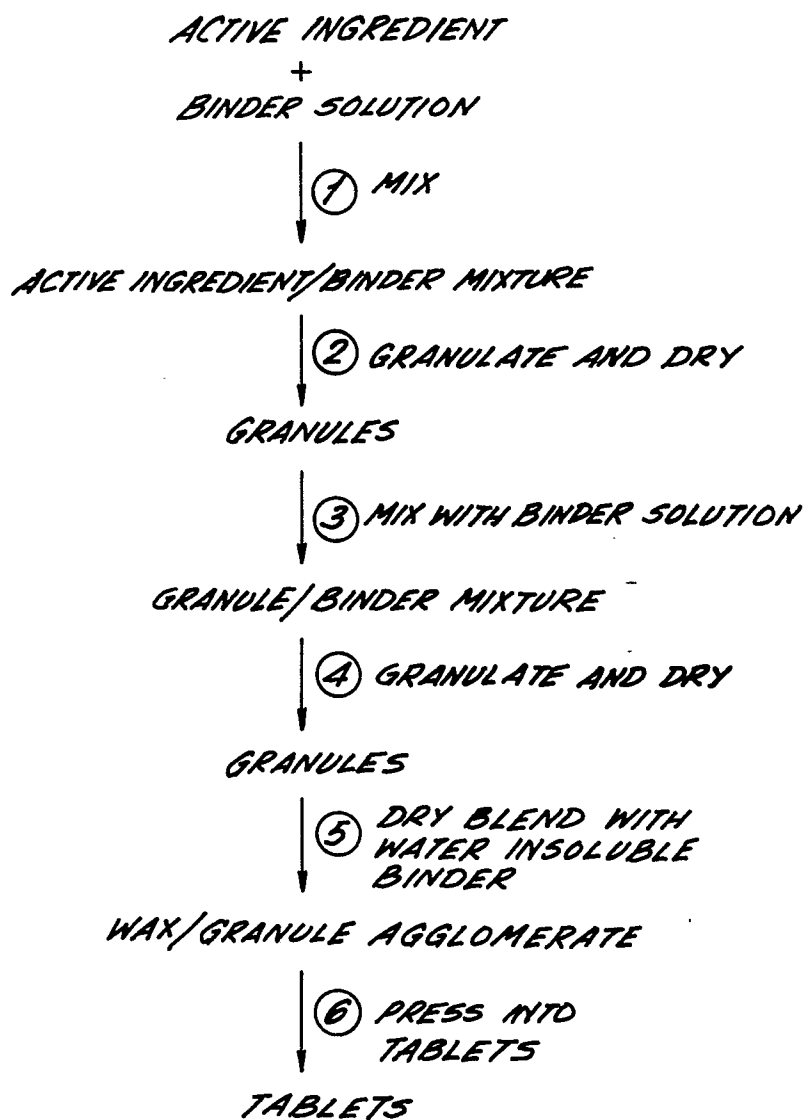 ACTIVE INGREDIENT
+
BINDER SOLUTION
1 MIX
ACTIVE INGREDIENT/BINDER MIXTURE
2 GRANULATE AND DRY
GRANULES
3 MIX WITH BINDER SOLUTION
GRANULE/BINDER MIXTURE
4 GRANULATE AND DRY
GRANULES
5 DRY BLEND WITH
WATER INSOLUBLE
BINDER
WAX/GRANULE AGGLOMERATE
6 PRESS INTO
TABLETS
TABLETS